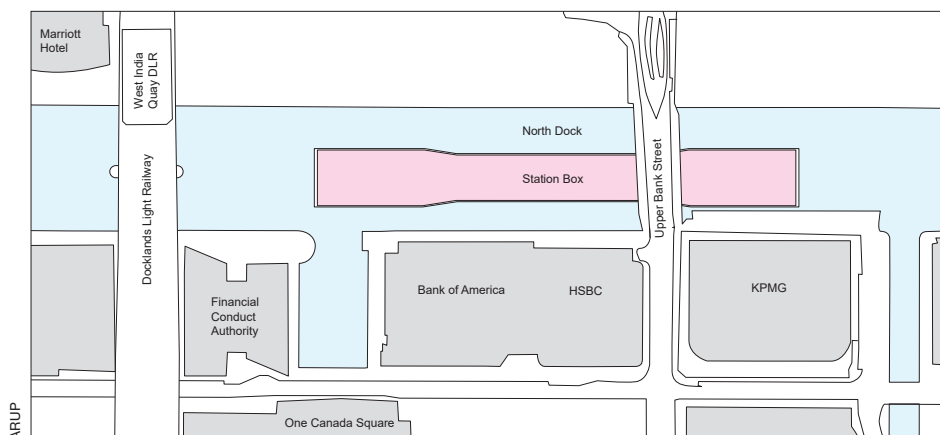 Marriott
Hotel
West India
Quay DLR
North Dock
Station Box
Upper Bank Street
Docklands Light Railway
Bank of America
HSBC
KPMG
Financial
Conduct
Authority
One Canada Square
ARUP